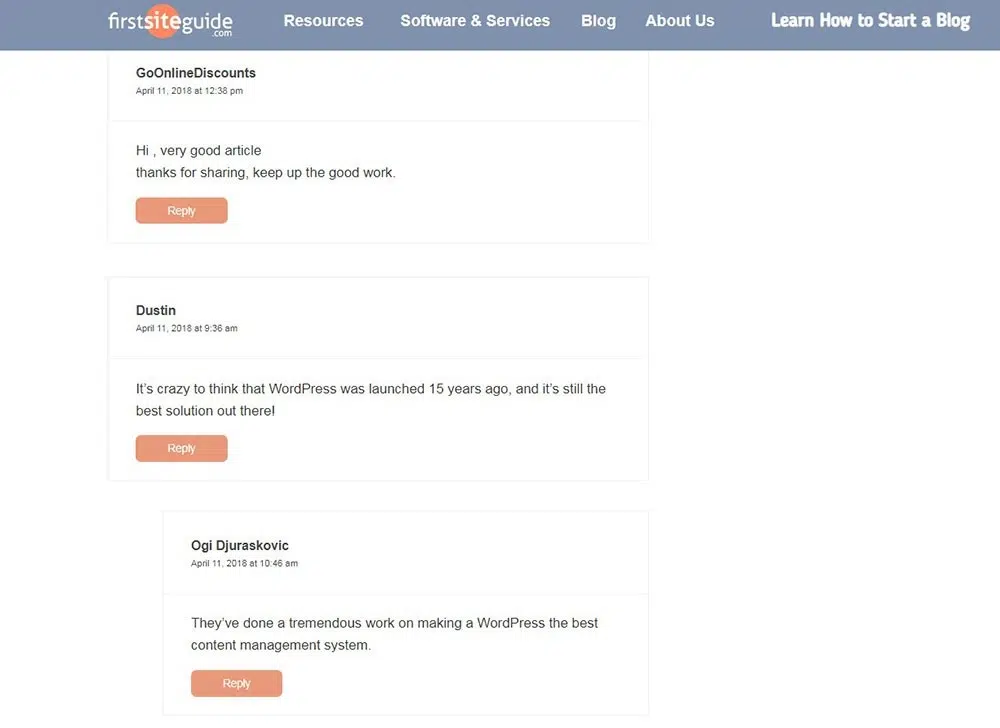 firstsiteguide
.com
Resources
Software & Services
Blog
About Us
Learn How to Start a Blog
GoOnlineDiscounts
April 11, 2018 at 12:38 pm
Hi , very good article
thanks for sharing, keep up the good work.
Reply
Dustin
April 11, 2018 at 9:36 am
It’s crazy to think that WordPress was launched 15 years ago, and it’s still the
best solution out there!
Reply
Ogi Djuraskovic
April 11, 2018 at 10:46 am
They’ve done a tremendous work on making a WordPress the best
content management system.
Reply